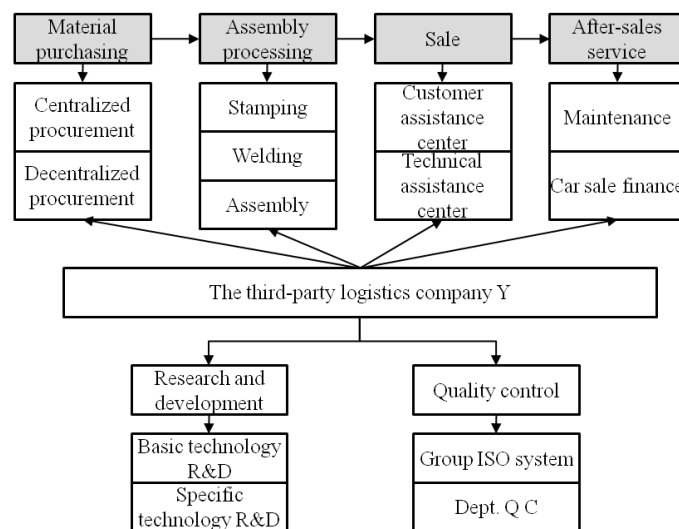 Material
purchasing
Assembly
processing
Sale
After-sales
service
Centralized
procurement
Decentralized
procurement
Stamping
Welding
Assembly
Customer
assistance
center
Technical
assistance
center
Maintenance
Car sale finance
The third-party logistics company Y
Research and
development
Quality control
Basic technology
R&D
Specific
technology R&D
Group ISO system
Dept. Q C